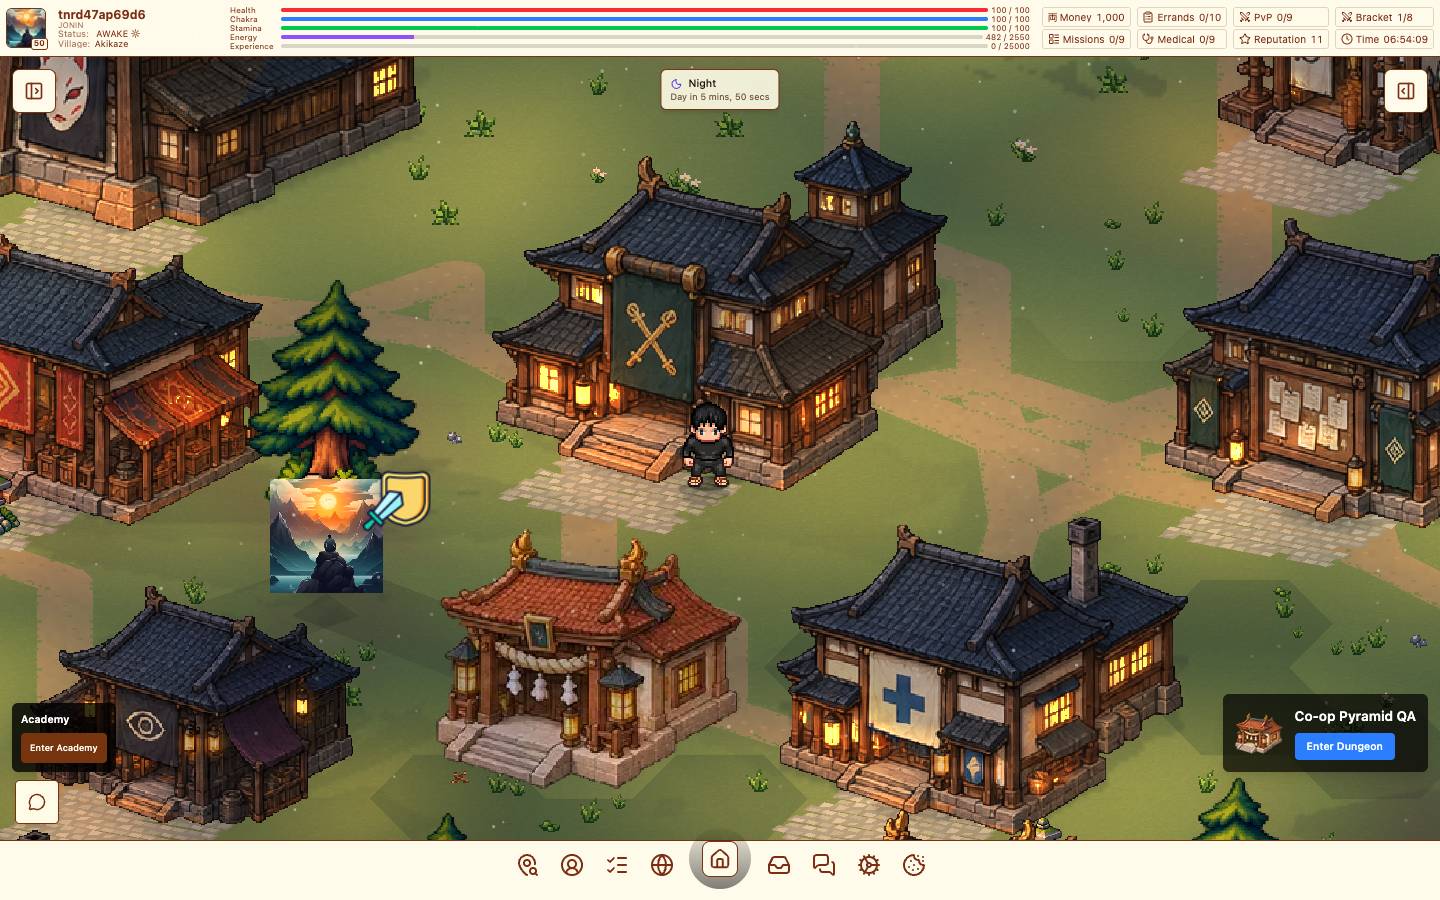 tnrd47ap69d6
JONIN
Status: AWAKE
Village: Akikaze
50
Health 100 / 100
Chakra 100 / 100
Stamina 100 / 100
Energy 482 / 2550
Experience 0 / 25000
両 Money 1,000
Errands 0/10
PvP 0/9
Bracket 1/8
Missions 0/9
Medical 0/9
Reputation 11
Time 06:54:09
Night
Day in 5 mins, 50 secs
Academy
Enter Academy
Co-op Pyramid QA
Enter Dungeon